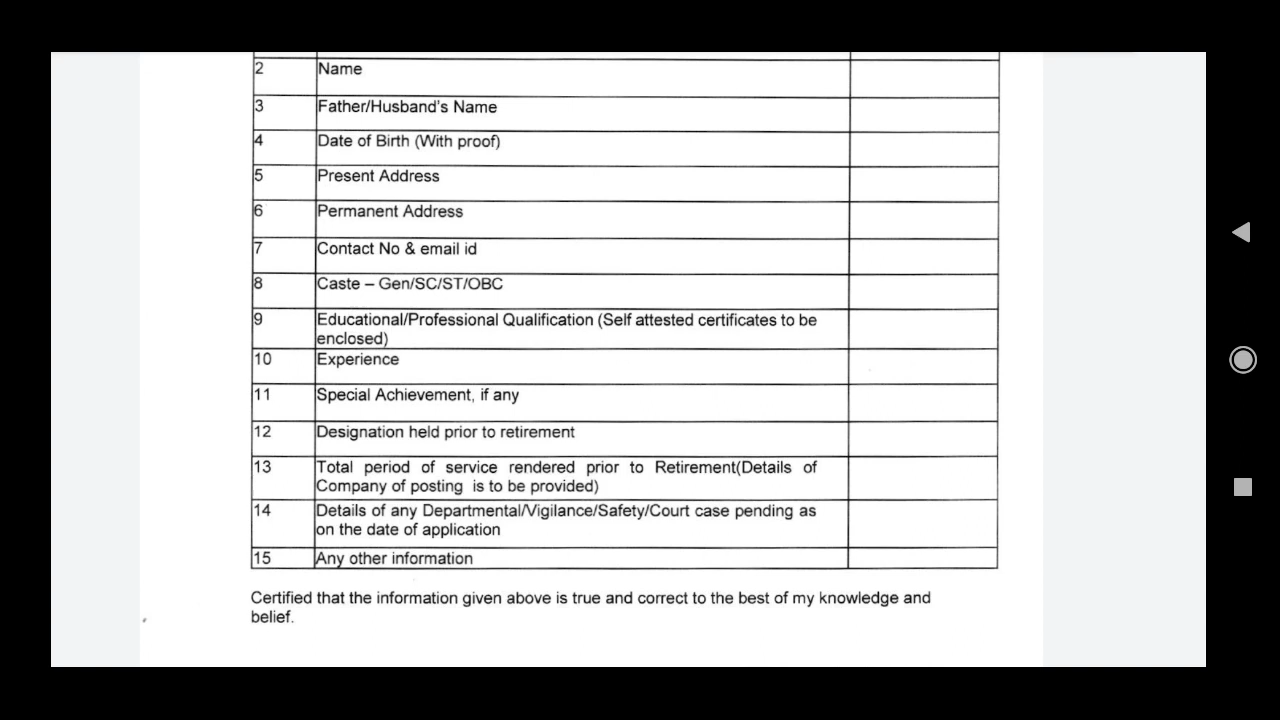 2 Name
3 Father/Husband's Name
4 Date of Birth (With proof)
5 Present Address
6 Permanent Address
7 Contact No & email id
8 Caste – Gen/SC/ST/OBC
9 Educational/Professional Qualification (Self attested certificates to be
enclosed)
10 Experience
11 Special Achievement, if any
12 Designation held prior to retirement
13 Total period of service rendered prior to Retirement(Details of
Company of posting is to be provided)
14 Details of any Departmental/Vigilance/Safety/Court case pending as
on the date of application
15 Any other information
Certified that the information given above is true and correct to the best of my knowledge and
belief.